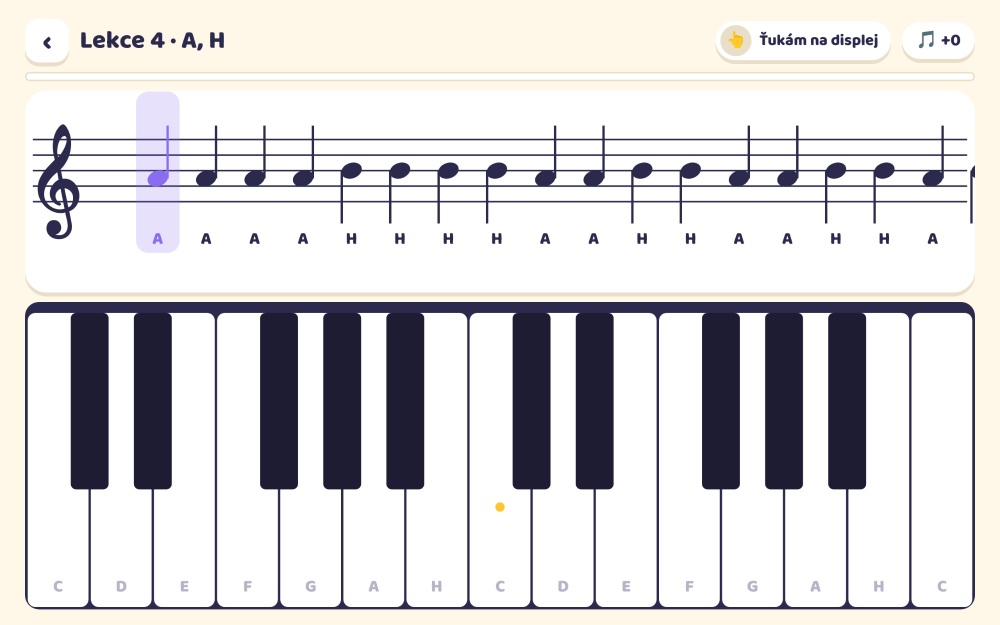 ‹ Lekce 4 · A, H
Ťukám na displej
+0
A A A A H H H H A A H H A A H H A
C D E F G A H C D E F G A H C